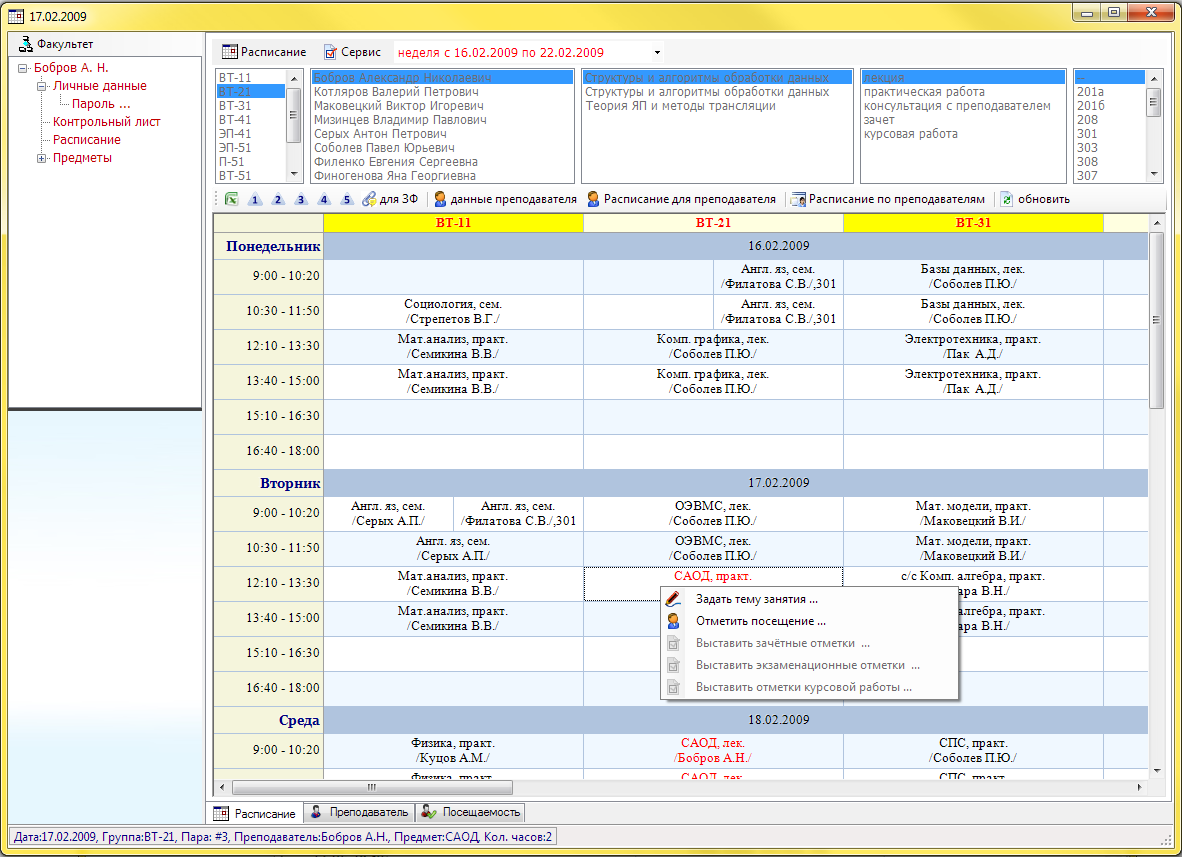 17.02.2009
Факультет
Бобров А. Н.
Личные данные
Пароль ...
Контрольный лист
Расписание
Предметы
Расписание Сервис неделя с 16.02.2009 по 22.02.2009
ВТ-11
ВТ-21
ВТ-31
ВТ-41
ЭП-41
ЭП-51
П-51
ВТ-51
Бобров Александр Николаевич
Котляров Валерий Петрович
Маковецкий Виктор Игоревич
Мизинцев Владимир Павлович
Серых Антон Петрович
Соболев Павел Юрьевич
Филенко Евгения Сергеевна
Финогенова Яна Георгиевна
Структуры и алгоритмы обработки данных
Структуры и алгоритмы обработки данных
Теория ЯП и методы трансляции
лекция
практическая работа
консультация с преподавателем
зачет
курсовая работа
--
201а
201б
208
301
303
308
307
1 2 3 4 5 для ЗФ данные преподавателя Расписание для преподавателя Расписание по преподавателям обновить
ВТ-11 ВТ-21 ВТ-31
Понедельник 16.02.2009
9:00 - 10:20
Англ. яз, сем.
/Филатова С.В./,301
Базы данных, лек.
/Соболев П.Ю./
10:30 - 11:50
Социология, сем.
/Стрепетов В.Г./
Англ. яз, сем.
/Филатова С.В./,301
Базы данных, лек.
/Соболев П.Ю./
12:10 - 13:30
Мат.анализ, практ.
/Семикина В.В./
Комп. графика, лек.
/Соболев П.Ю./
Электротехника, практ.
/Пак А.Д./
13:40 - 15:00
Мат.анализ, практ.
/Семикина В.В./
Комп. графика, лек.
/Соболев П.Ю./
Электротехника, практ.
/Пак А.Д./
15:10 - 16:30
16:40 - 18:00
Вторник 17.02.2009
9:00 - 10:20
Англ. яз, сем.
/Серых А.П./
Англ. яз, сем.
/Филатова С.В./,301
ОЭВМС, лек.
/Соболев П.Ю./
Мат. модели, практ.
/Маковецкий В.И./
10:30 - 11:50
Англ. яз, сем.
/Серых А.П./
ОЭВМС, лек.
/Соболев П.Ю./
Мат. модели, практ.
/Маковецкий В.И./
12:10 - 13:30
Мат.анализ, практ.
/Семикина В.В./
САОД, практ.
с/с Комп. алгебра, практ.
ара В.Н./
13:40 - 15:00
Мат.анализ, практ.
/Семикина В.В./
алгебра, практ.
ара В.Н./
15:10 - 16:30
16:40 - 18:00
Задать тему занятия ...
Отметить посещение ...
Выставить зачётные отметки ...
Выставить экзаменационные отметки ...
Выставить отметки курсовой работы ...
Среда 18.02.2009
9:00 - 10:20
Физика, практ.
/Куцов А.М./
САОД, лек.
/Бобров А.Н./
СПС, практ.
/Соболев П.Ю./
Физика, практ. САОД, лек. СПС, практ.
Расписание Преподаватель Посещаемость
Дата:17.02.2009, Группа:ВТ-21, Пара: #3, Преподаватель:Бобров А.Н., Предмет:САОД, Кол. часов:2